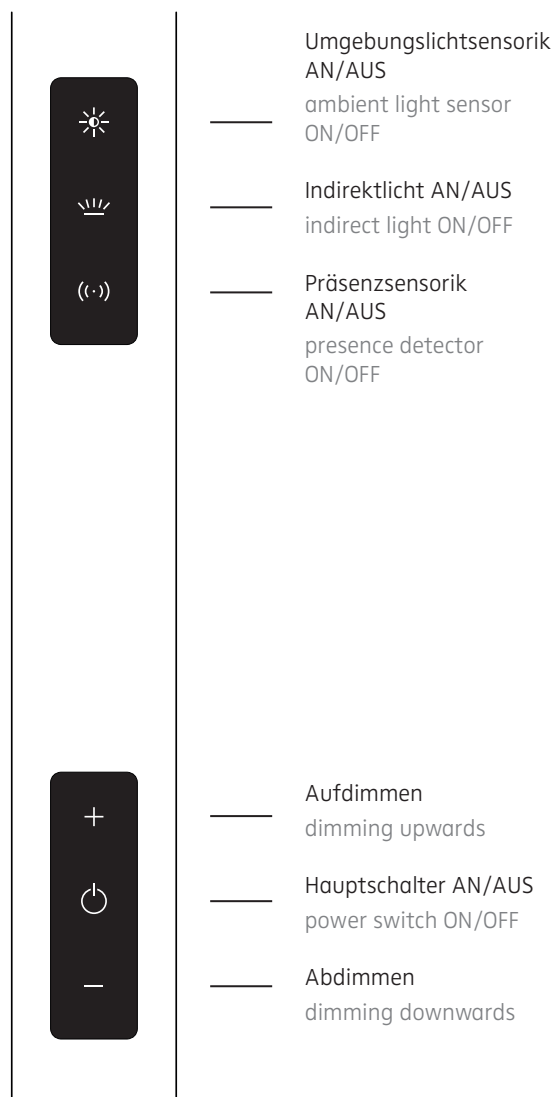 Umgebungslichtsensorik
AN/AUS
ambient light sensor
ON/OFF
Indirektlicht AN/AUS
indirect light ON/OFF
Präsenzsensorik
AN/AUS
presence detector
ON/OFF
Aufdimmen
dimming upwards
Hauptschalter AN/AUS
power switch ON/OFF
Abdimmen
dimming downwards